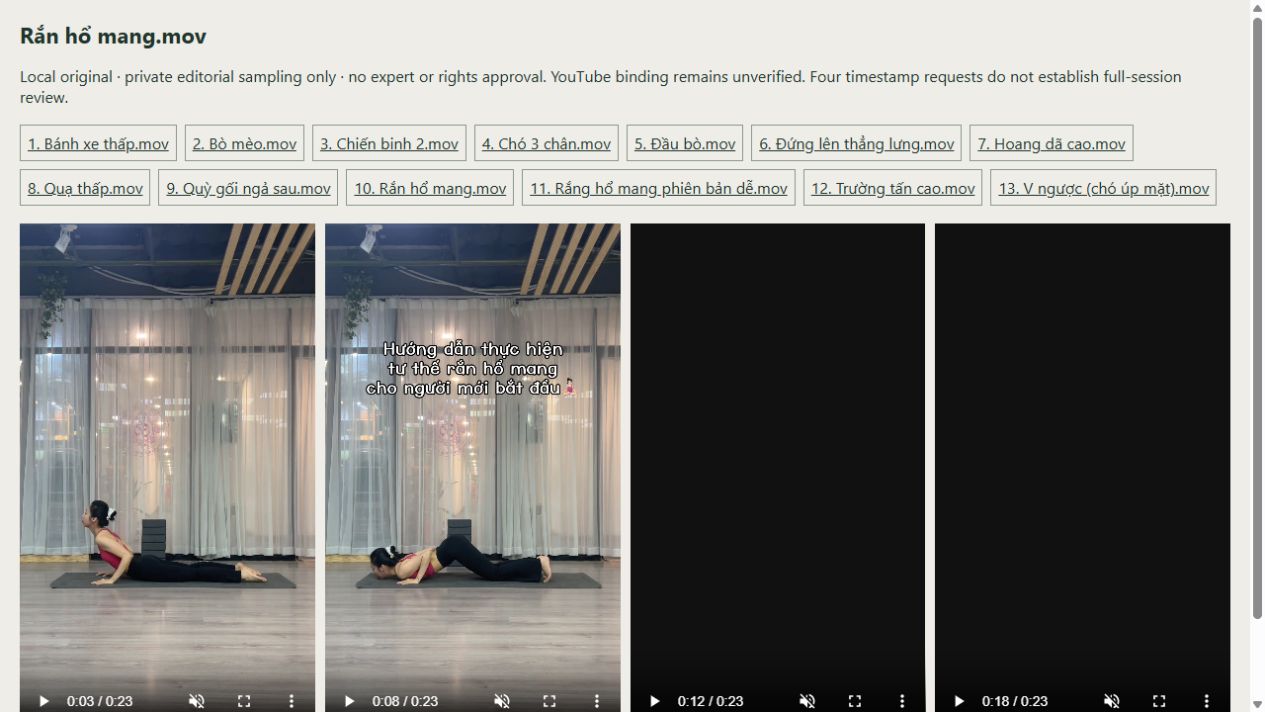 Rắn hổ mang.mov
Local original · private editorial sampling only · no expert or rights approval. YouTube binding remains unverified. Four timestamp requests do not establish full-session
review.
1. Bánh xe thấp.mov
2. Bò mèo.mov
3. Chiến binh 2.mov
4. Chó 3 chân.mov
5. Đầu bò.mov
6. Đứng lên thẳng lưng.mov
7. Hoang dã cao.mov
8. Quạ thấp.mov
9. Quỳ gối ngả sau.mov
10. Rắn hổ mang.mov
11. Rắng hổ mang phiên bản dễ.mov
12. Trường tấn cao.mov
13. V ngược (chó úp mặt).mov
Hướng dẫn thực hiện
tư thế rắn hổ mang
cho người mới bắt đầu
0:03 / 0:23
0:08 / 0:23
0:12 / 0:23
0:18 / 0:23